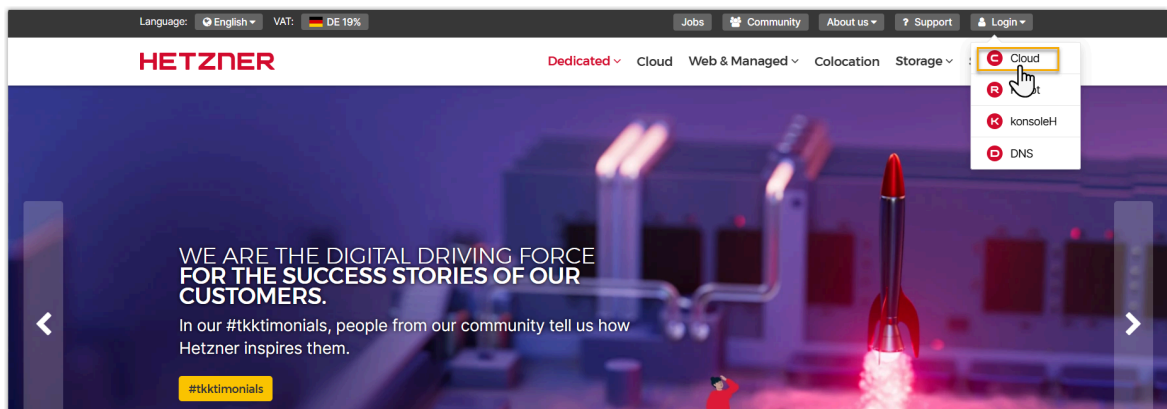 Language: English VAT: DE 19% Jobs Community About us ? Support Login
HETZNER Dedicated Cloud Web & Managed Colocation Storage
C Cloud
R
K konsoleH
D DNS
WE ARE THE DIGITAL DRIVING FORCE
FOR THE SUCCESS STORIES OF OUR
CUSTOMERS.
In our #tkktimonials, people from our community tell us how
Hetzner inspires them.
#tkktimonials